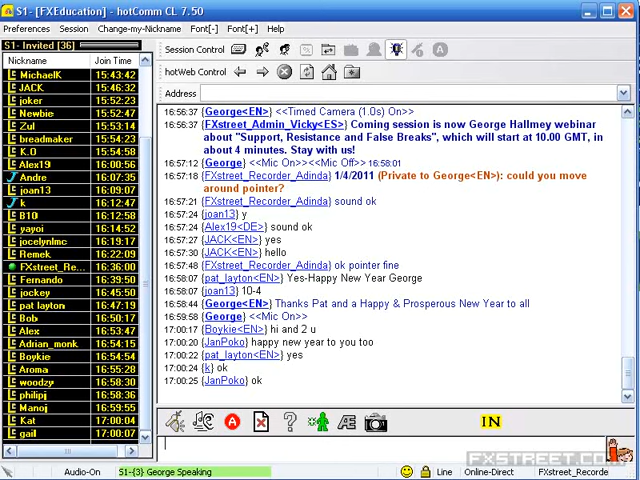 S1- [FXEducation] - hotComm CL 7.50
Preferences Session Change-my-Nickname Font[-] Font[+] Help
S1- Invited [36]
Nickname Join Time
MichaelK 15:43:42
JACK 15:46:32
joker 15:52:23
Newbie 15:52:47
Zul 15:53:14
breadmaker 15:54:23
K.O 15:54:58
Alex19 16:00:56
Andre 16:07:35
joan13 16:09:07
k 16:12:47
B10 16:12:58
yayoi 16:14:52
jocelynlmc 16:19:17
Remek 16:22:09
FXstreet_Re... 16:36:00
Fernando 16:39:50
jockey 16:45:50
pat layton 16:47:19
Bob 16:50:17
Alex 16:53:47
Adrian_monk 16:54:15
Boykie 16:54:54
Aroma 16:55:28
woodzy 16:58:30
philipj 16:58:36
Manoj 16:59:55
Kat 17:00:04
gail 17:00:07
Session Control
hotWeb Control
Address
16:56:37 {George<EN>} <<Timed Camera (1.0s) On>>
16:56:37 {FXstreet_Admin_Vicky<ES>} Coming session is now George Hallmey webinar
about "Support, Resistance and False Breaks", which will start at 10.00 GMT, in
about 4 minutes. Stay with us!
16:57:12 {George} <<Mic On>><<Mic Off>> 16:58:01
16:57:18 {FXstreet_Recorder_Adinda} 1/4/2011 (Private to George<EN>): could you move
around pointer?
16:57:21 {FXstreet_Recorder_Adinda} sound ok
16:57:24 {joan13} y
16:57:24 {Alex19<DE>} sound ok
16:57:27 {JACK<EN>} yes
16:57:30 {JACK<EN>} hello
16:57:48 {FXstreet_Recorder_Adinda} ok pointer fine
16:58:07 {pat_layton<EN>} Yes-Happy New Year George
16:58:07 {joan13} 10-4
16:58:44 {George<EN>} Thanks Pat and a Happy & Prosperous New Year to all
16:59:58 {George} <<Mic On>>
17:00:17 {Boykie<EN>} hi and 2 u
17:00:20 {JanPoko} happy new year to you too
17:00:22 {pat_layton<EN>} yes
17:00:24 {k} ok
17:00:25 {JanPoko} ok
IN
FXSTREET.COM
Audio-On S1-{3} George Speaking Line Online-Direct FXstreet_Recorde